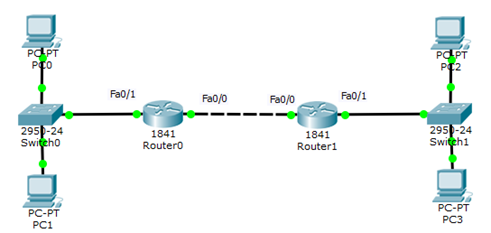 PC-PT
PC0
PC-PT
PC2
Fa0/1
Fa0/0
Fa0/0
Fa0/1
2950-24
Switch0
1841
Router0
1841
Router1
2950-24
Switch1
PC-PT
PC1
PC-PT
PC3